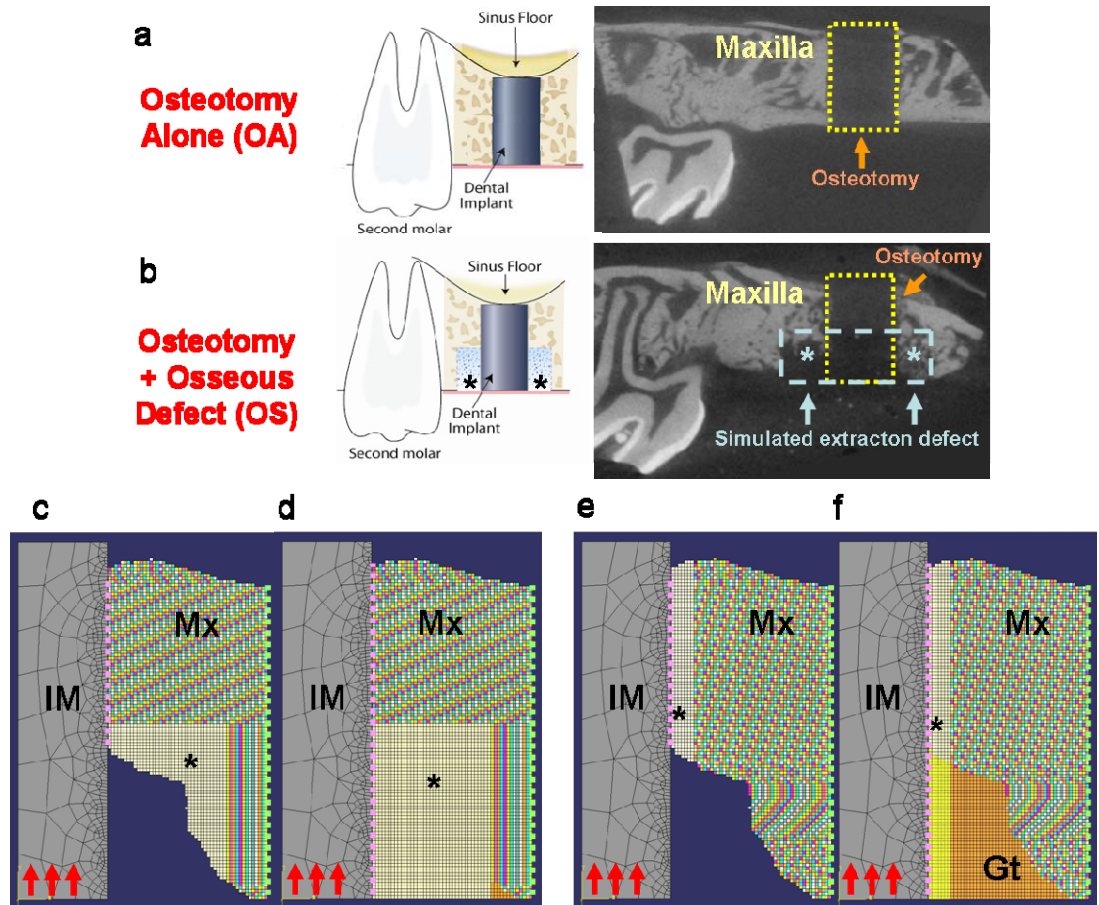 a
Osteotomy
Alone (OA)
Sinus Floor
Dental
Implant
Second molar
Maxilla
Osteotomy
b
Osteotomy
+ Osseous
Defect (OS)
Sinus Floor
*
*
Dental
Implant
Second molar
Osteotomy
Maxilla
*
*
Simulated extracton defect
c
d
e
f
Mx
Mx
Mx
Mx
IM
IM
IM
IM
*
*
*
*
Gt